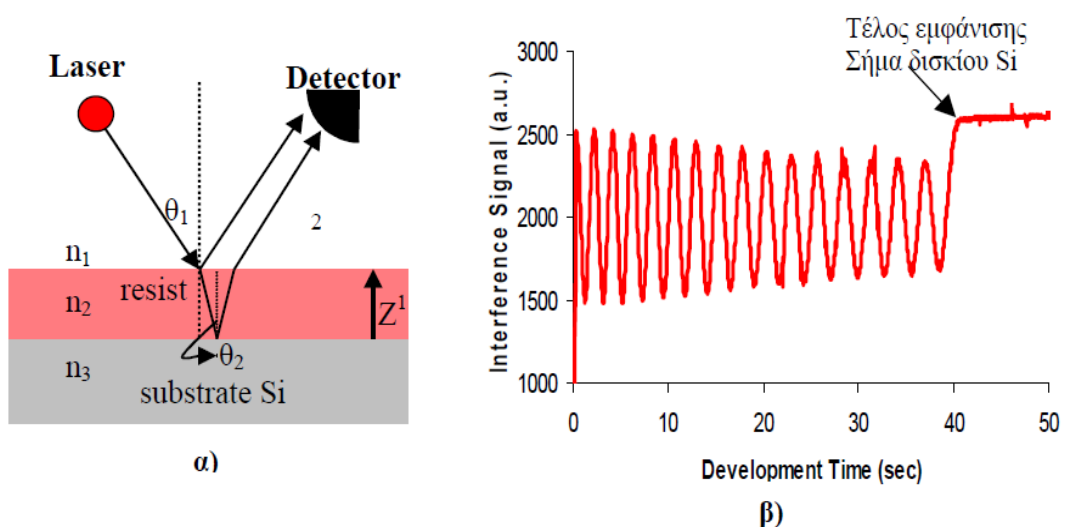 Laser
Detector
θ1
2
n1
resist
n2
Z1
θ2
n3
substrate Si
α)
Τέλος εμφάνισης
Σήμα δισκίου Si
Interference Signal (a.u.)
3000
2500
2000
1500
1000
0 10 20 30 40 50
Development Time (sec)
β)